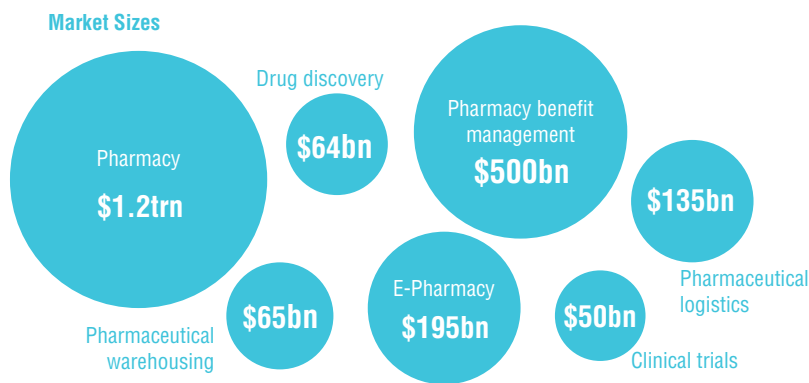 Market Sizes
Pharmacy
$1.2trn
Drug discovery
$64bn
Pharmacy benefit
management
$500bn
$135bn
Pharmaceutical
logistics
$65bn
Pharmaceutical
warehousing
E-Pharmacy
$195bn
$50bn
Clinical trials